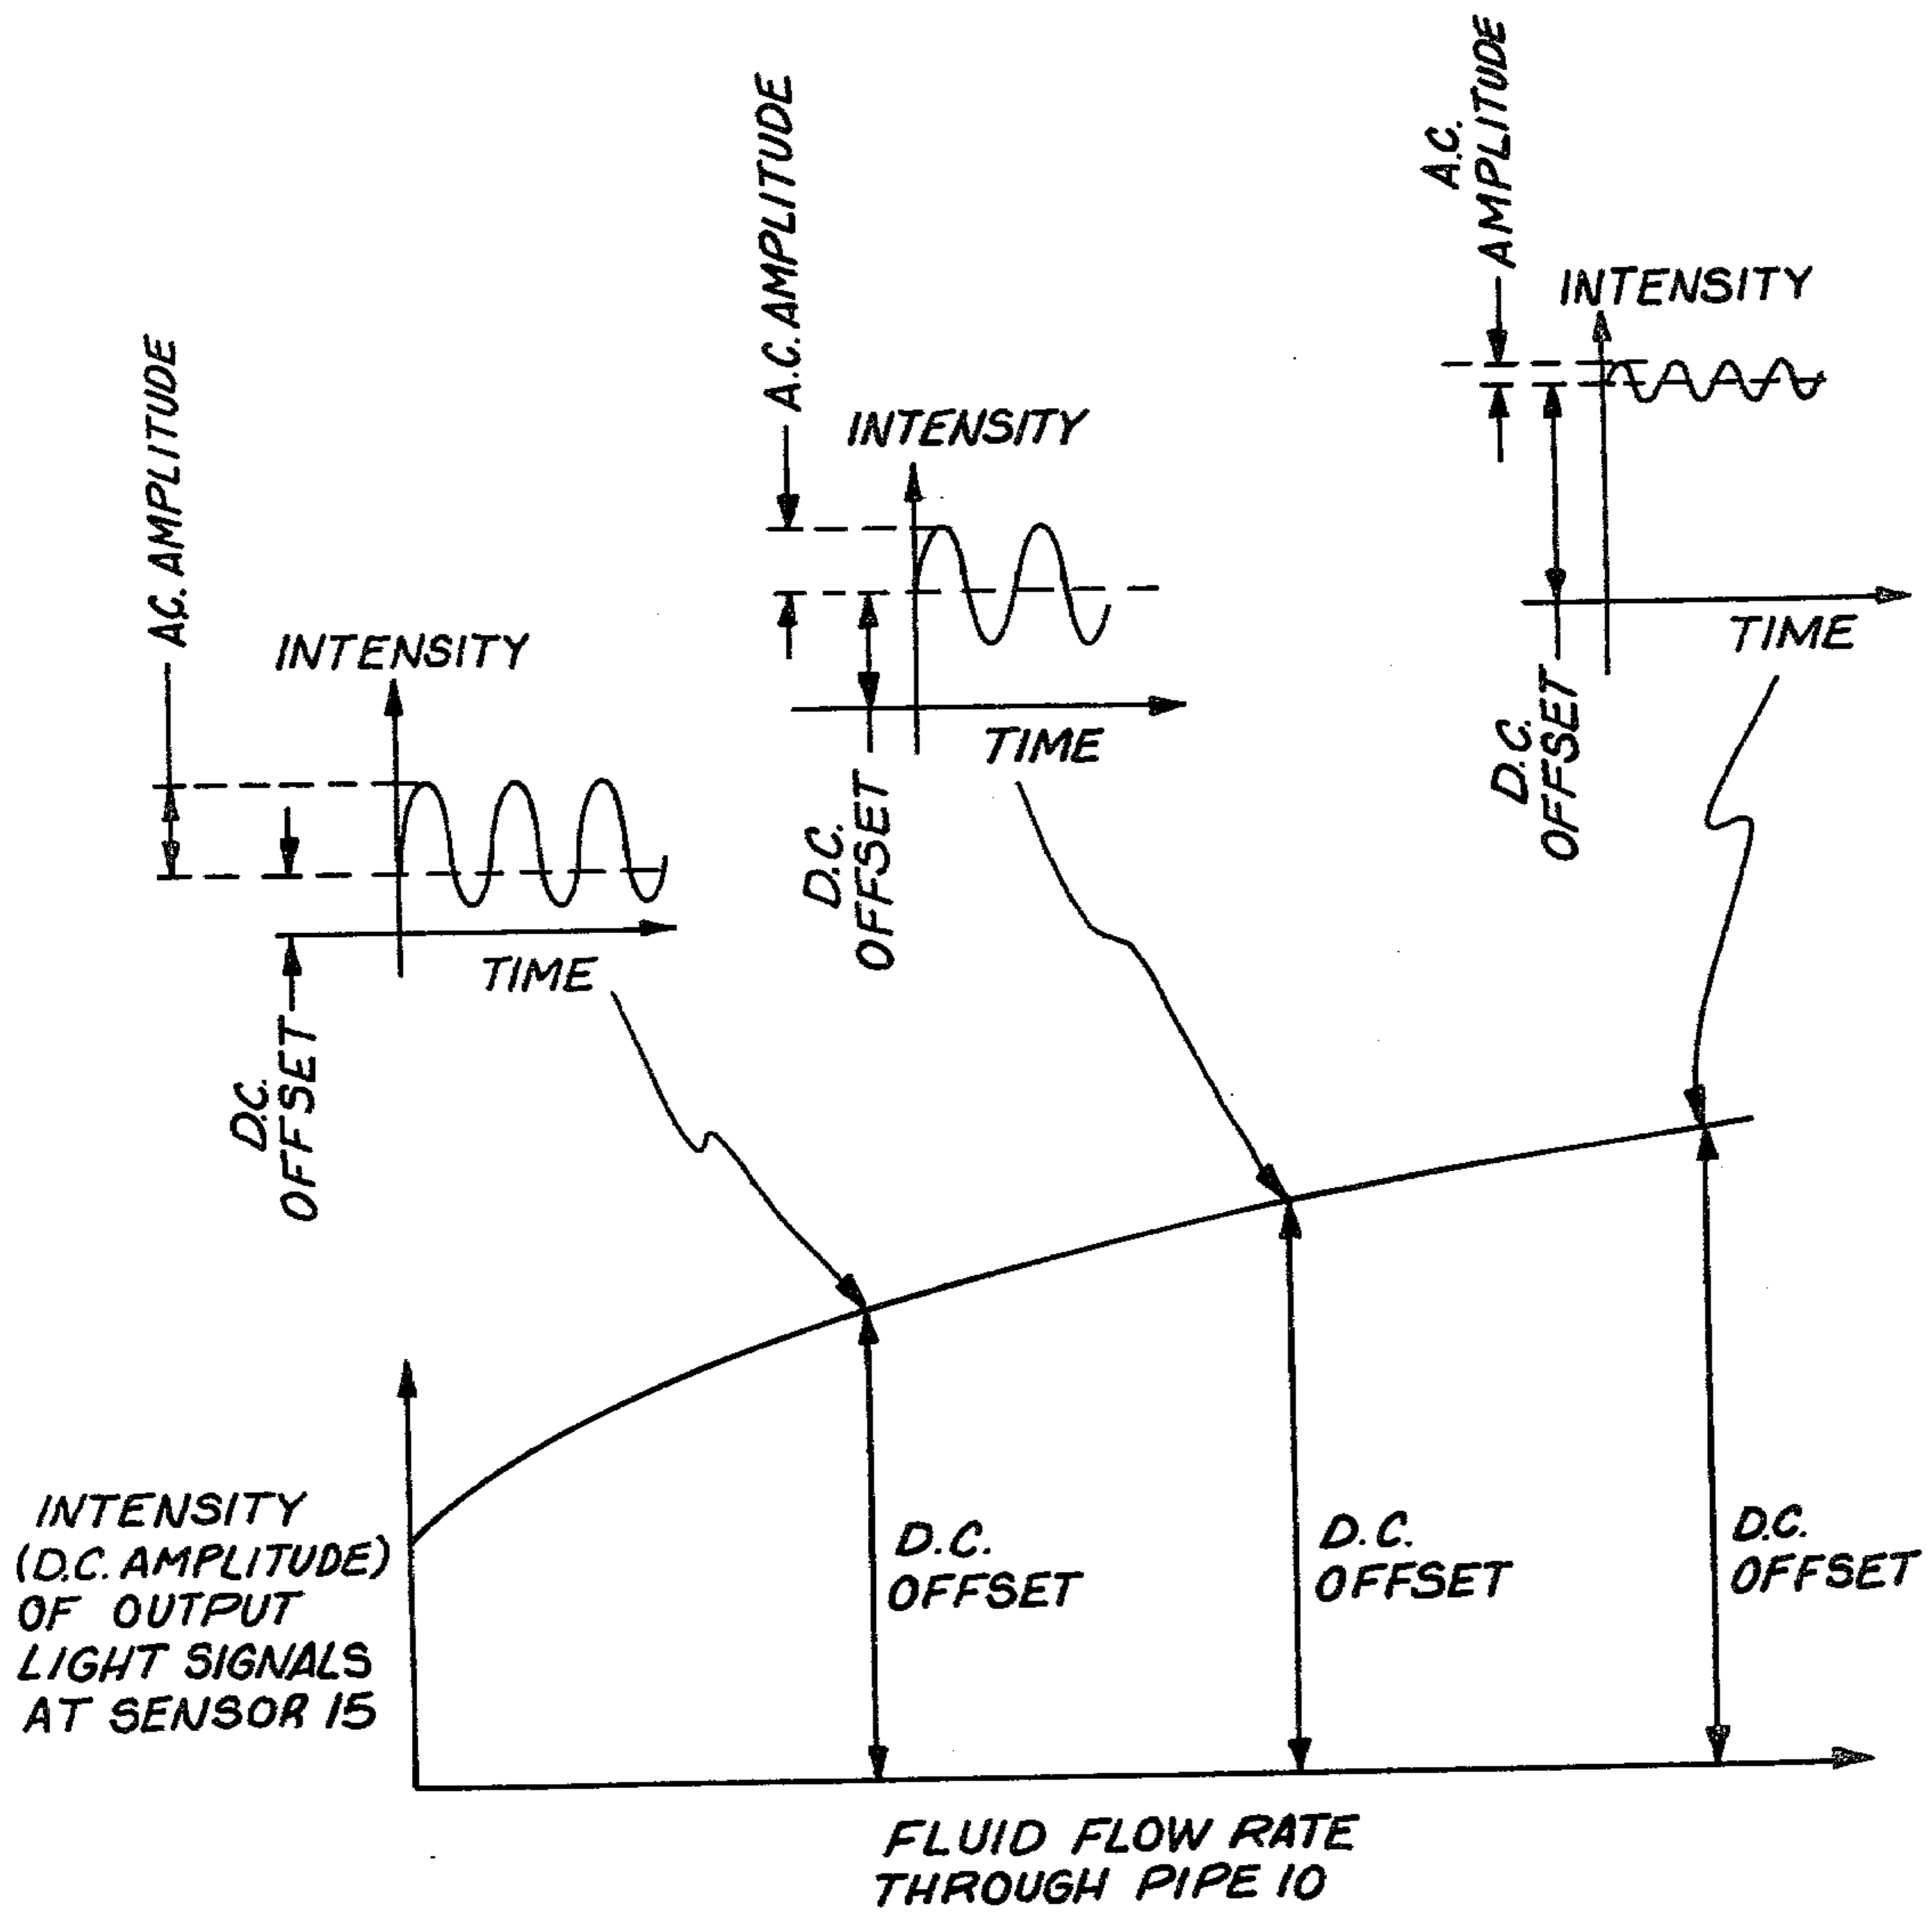 A.C. AMPLITUDE
INTENSITY
TIME
D.C.
OFFSET
A.C. AMPLITUDE
INTENSITY
TIME
D.C.
OFFSET
A.C.
AMPLITUDE
INTENSITY
TIME
D.C.
OFFSET
INTENSITY
(D.C. AMPLITUDE)
OF OUTPUT
LIGHT SIGNALS
AT SENSOR 15
D.C.
OFFSET
D.C.
OFFSET
D.C.
OFFSET
FLUID FLOW RATE
THROUGH PIPE 10